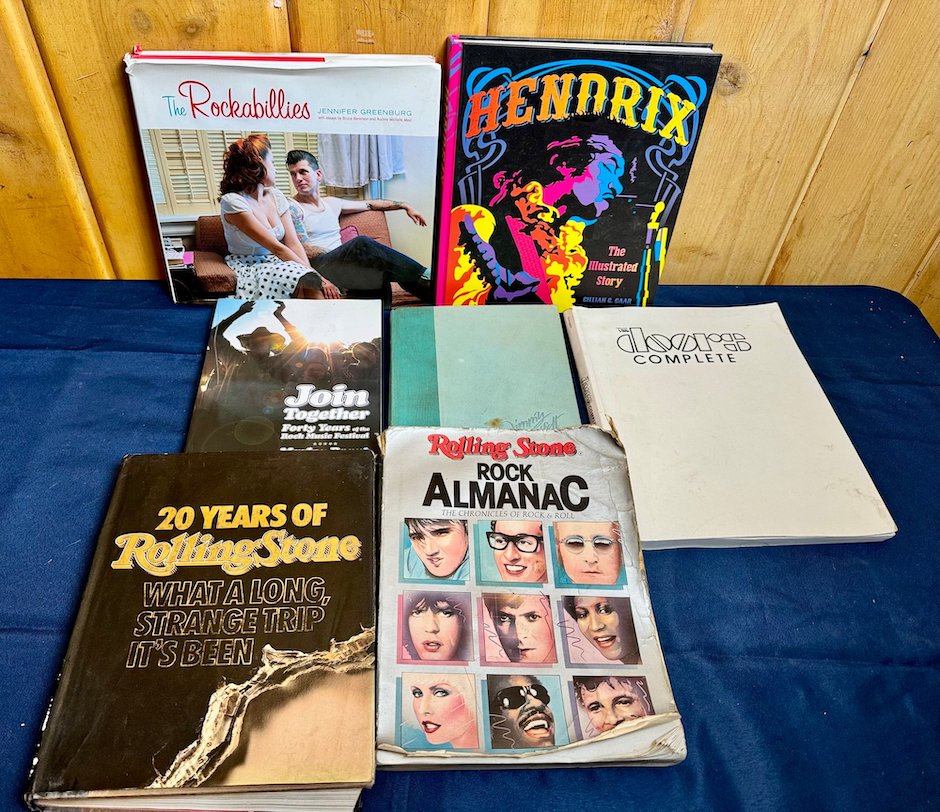 The Rockabillies JENNIFER GREENBURG
HENDRIX
The
Illustrated
Story
GILLIAN G. GAAR
Join
Together
Forty Years of the
Rock Music Festival
THE
doors
COMPLETE
20 YEARS OF
Rolling Stone
WHAT A LONG,
STRANGE TRIP
IT'S BEEN
Rolling Stone
ROCK
ALMANAC
THE CHRONICLES OF ROCK & ROLL